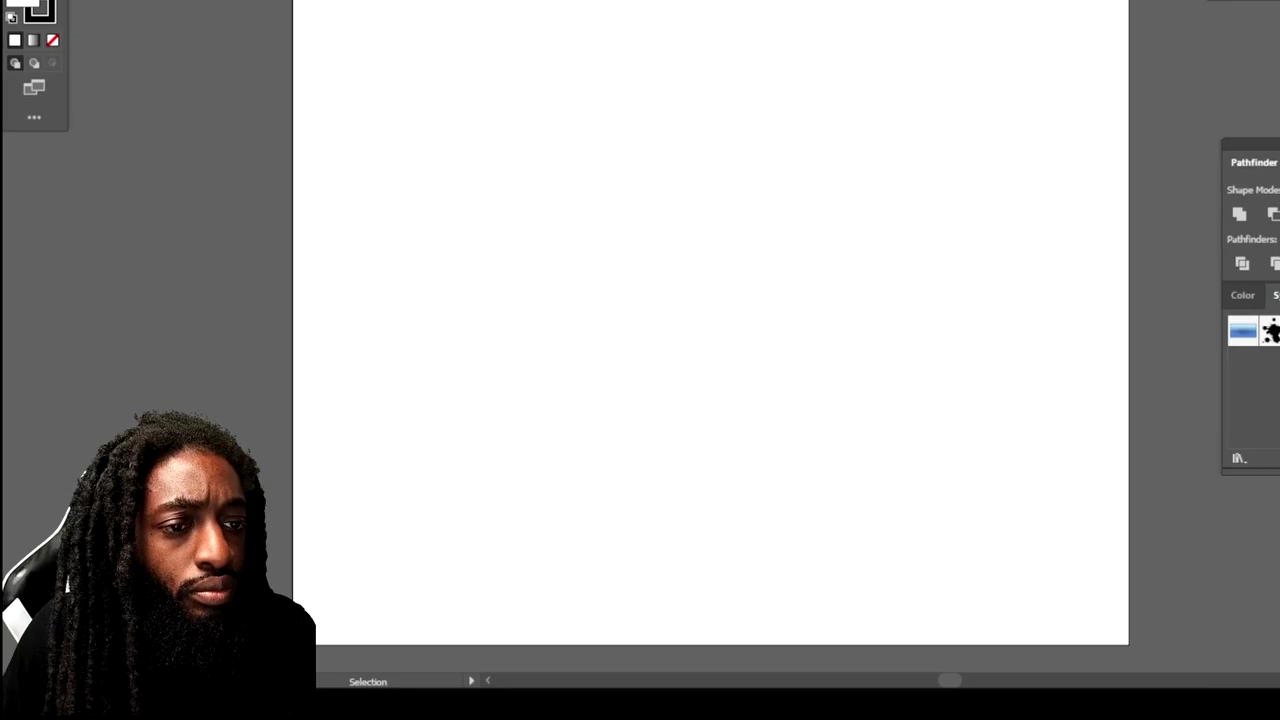 Pathfinder
Shape Mode
Pathfinders:
Color
S
Selection